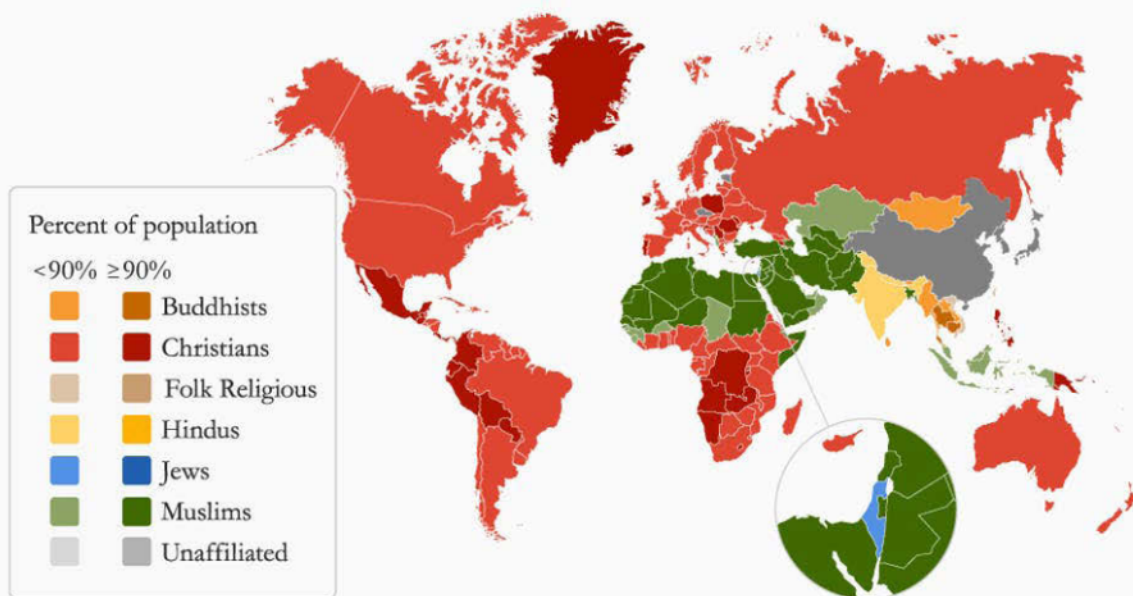 Percent of population
<90% ≥90%
Buddhists
Christians
Folk Religious
Hindus
Jews
Muslims
Unaffiliated